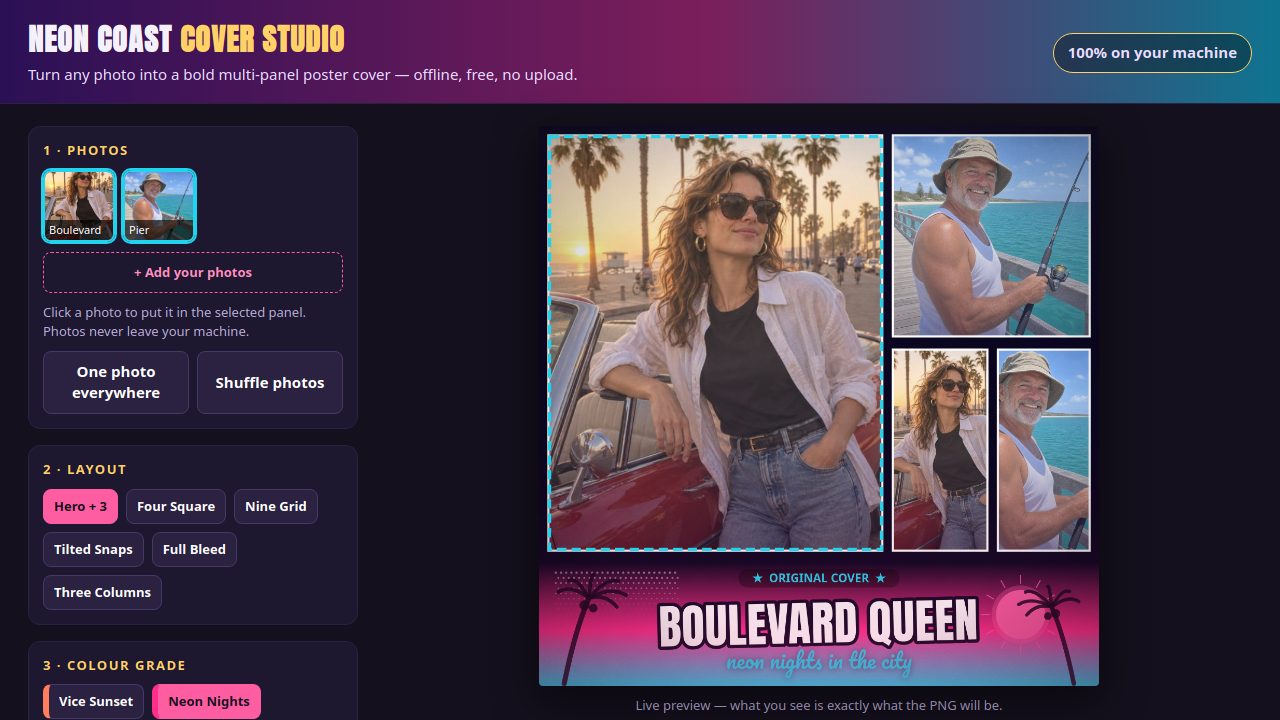 NEON COAST COVER STUDIO
Turn any photo into a bold multi-panel poster cover — offline, free, no upload.
100% on your machine
1 · PHOTOS
Boulevard
Pier
+ Add your photos
Click a photo to put it in the selected panel.
Photos never leave your machine.
One photo
everywhere
Shuffle photos
2 · LAYOUT
Hero + 3
Four Square
Nine Grid
Tilted Snaps
Full Bleed
Three Columns
3 · COLOUR GRADE
Vice Sunset
Neon Nights
★ ORIGINAL COVER ★
BOULEVARD QUEEN
neon nights in the city
Live preview — what you see is exactly what the PNG will be.